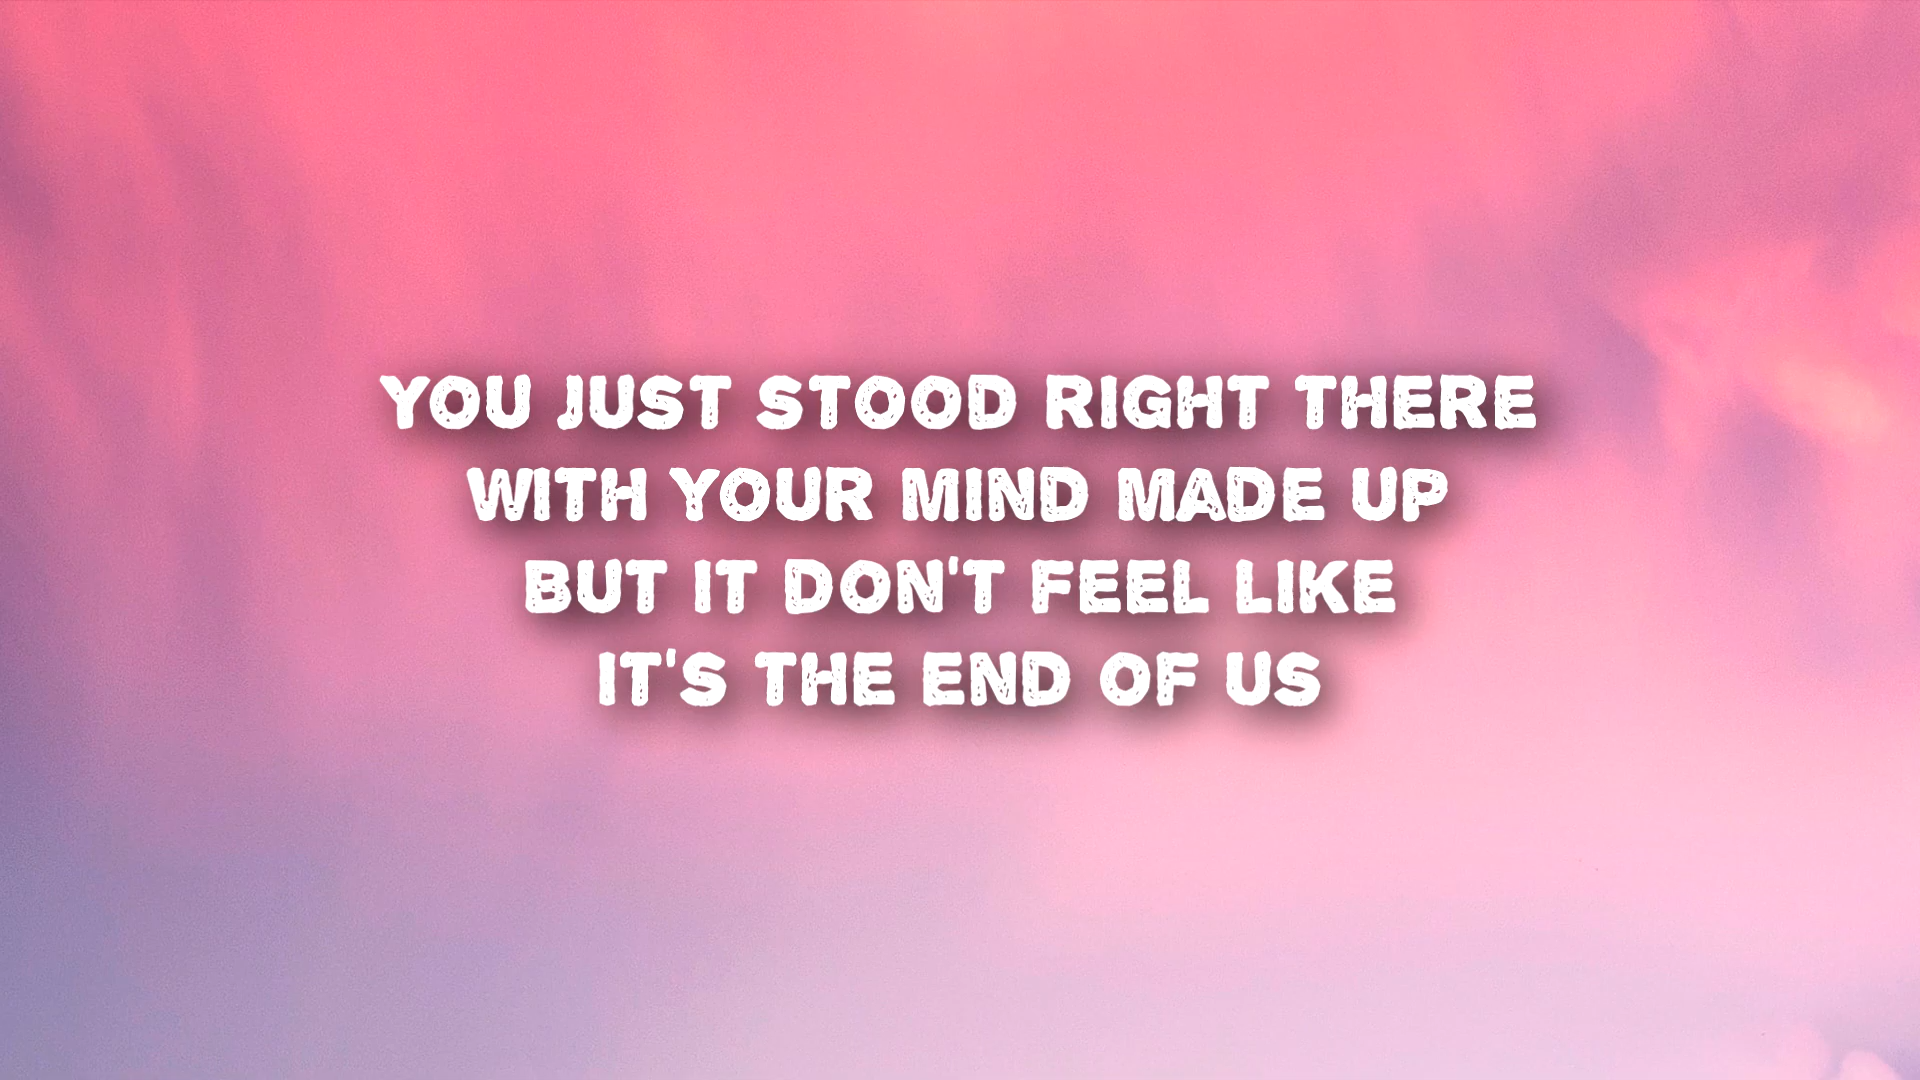 YOU JUST STOOD RIGHT THERE
WITH YOUR MIND MADE UP
BUT IT DON'T FEEL LIKE
IT'S THE END OF US